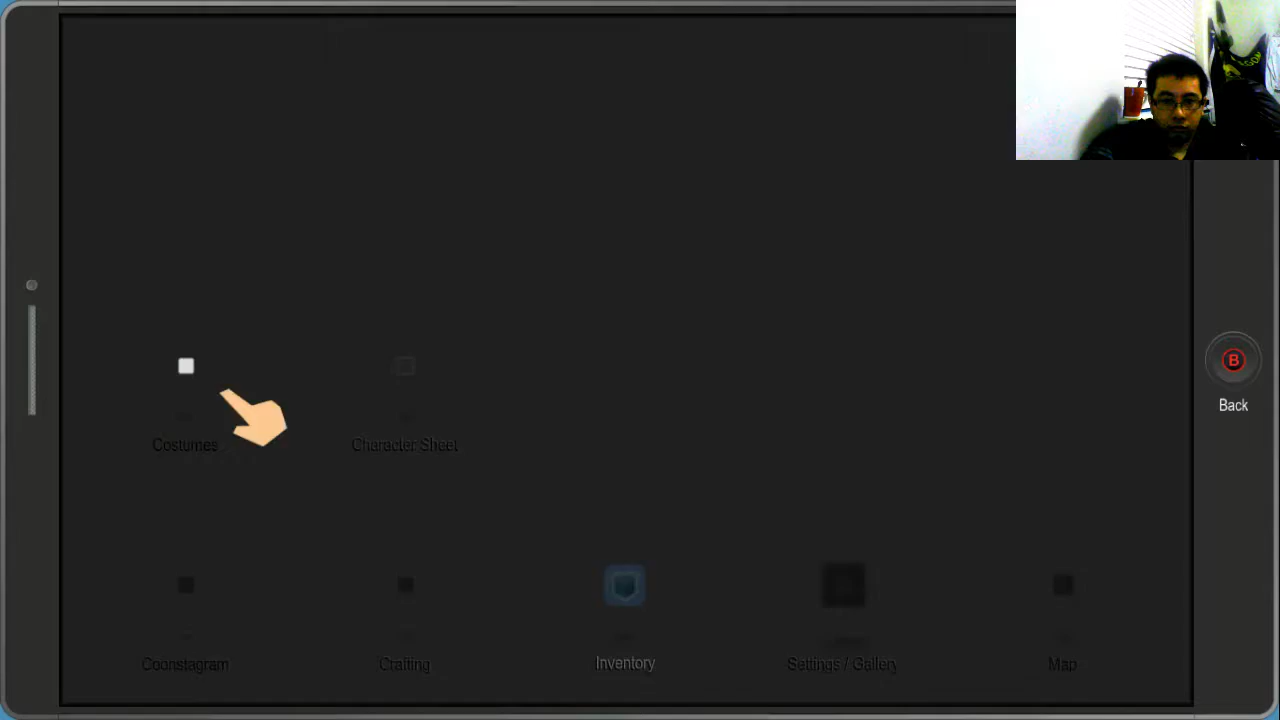 B
Back
Costumes
Character Sheet
Coonstagram
Crafting
Inventory
Settings / Gallery
Map